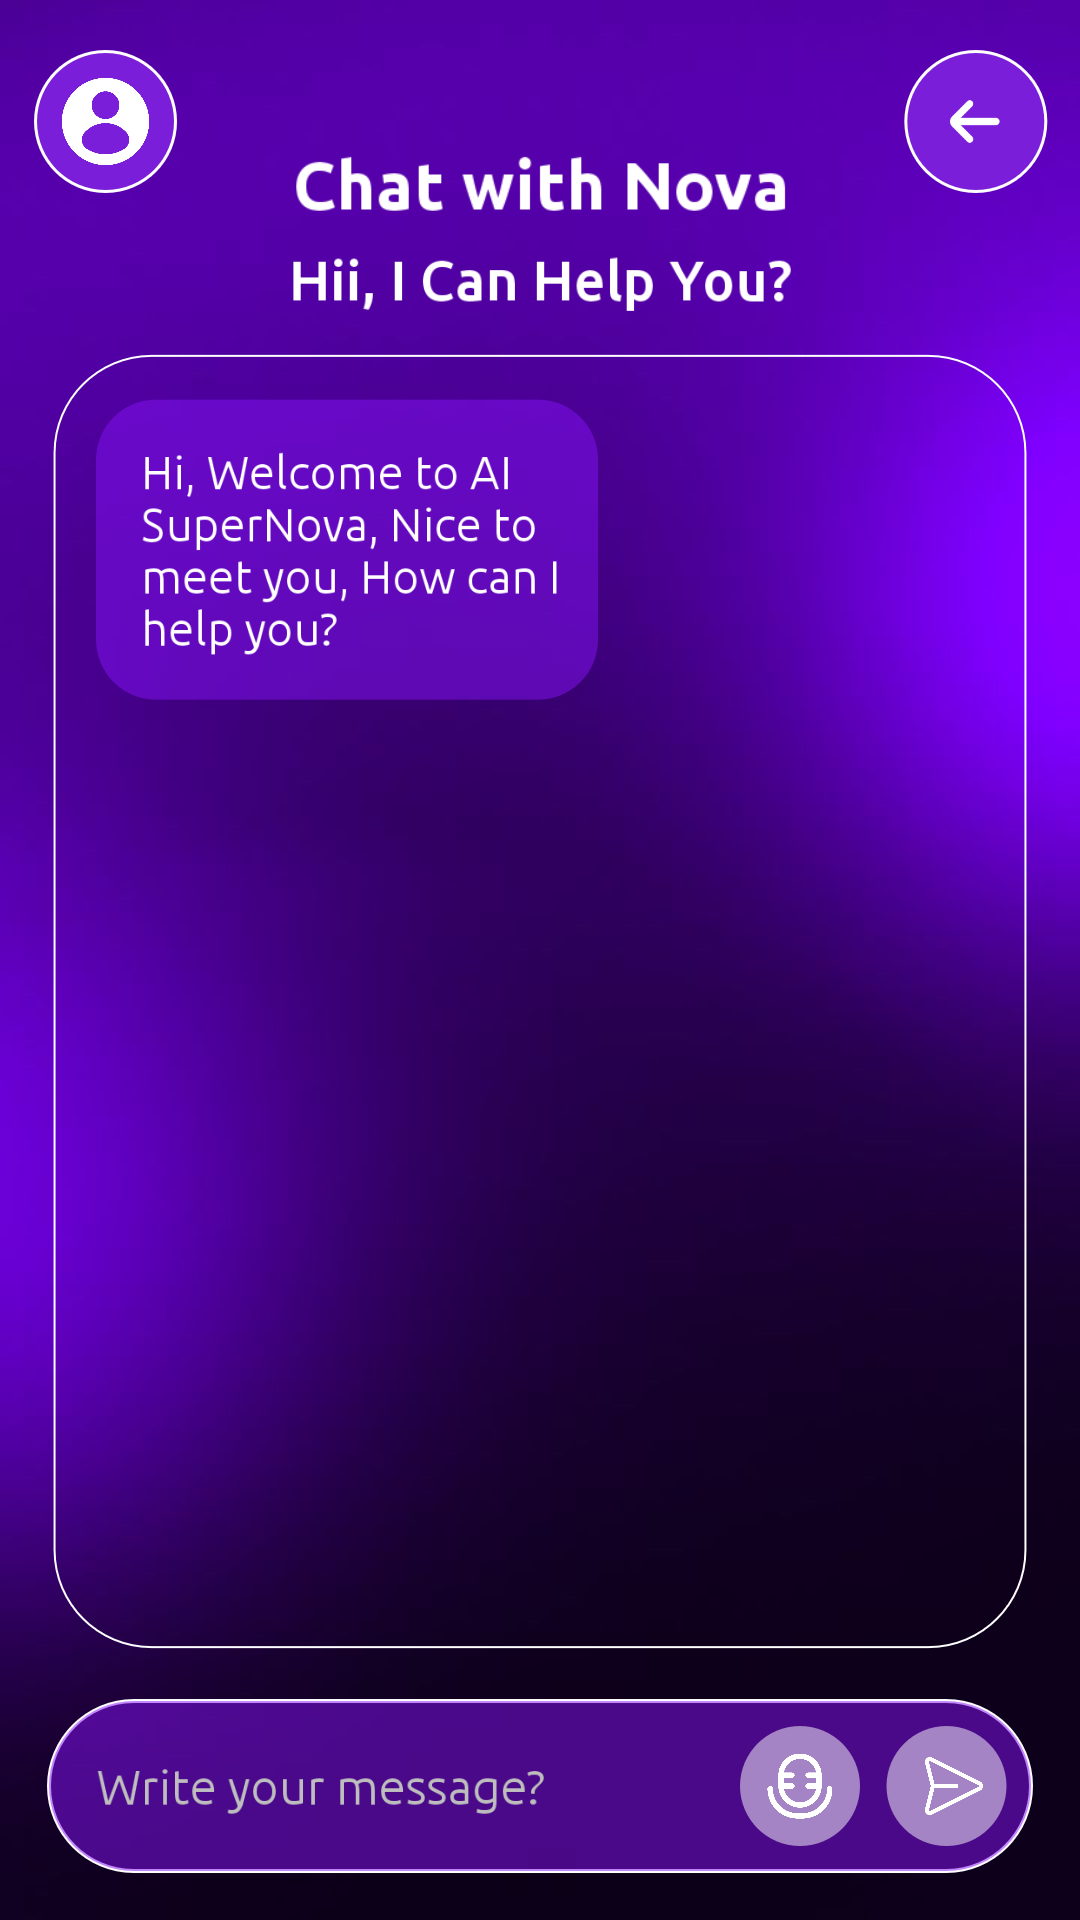 Chat with Nova
Hii, I Can Help You?
Hi, Welcome to AI
SuperNova, Nice to
meet you, How can I
help you?
Write your message?